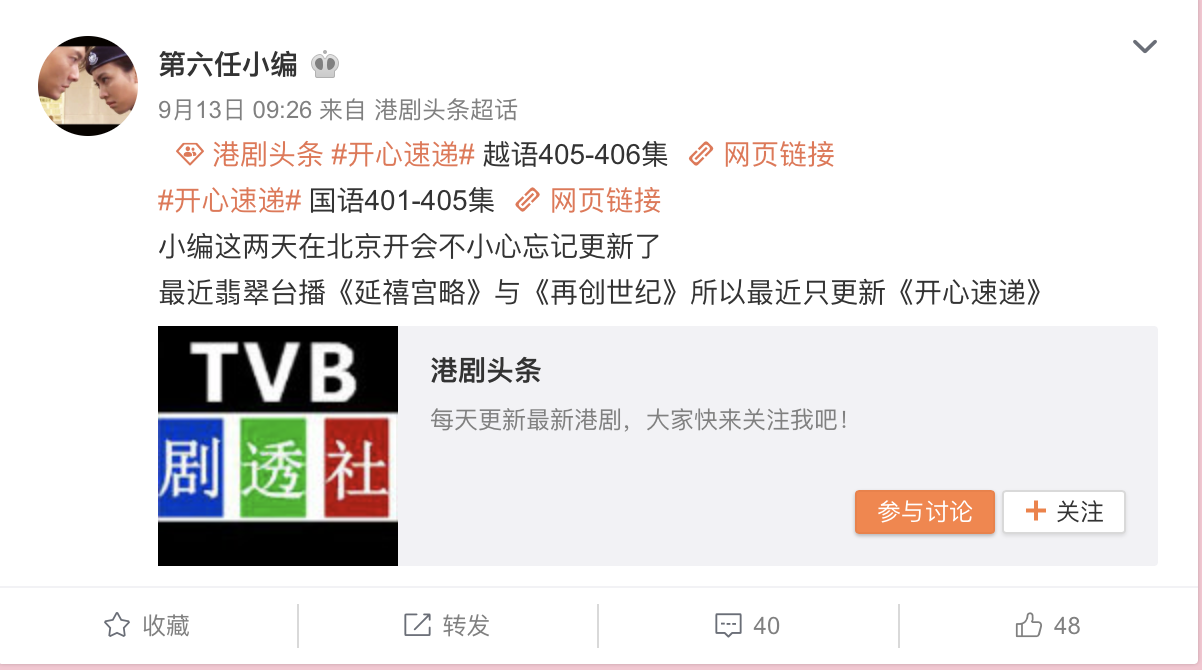 第六任小编
9月13日 09:26 来自 港剧头条超话
港剧头条 #开心速递# 越语405-406集 网页链接
#开心速递# 国语401-405集 网页链接
小编这两天在北京开会不小心忘记更新了
最近翡翠台播《延禧宫略》与《再创世纪》所以最近只更新《开心速递》
TVB
剧透社
港剧头条
每天更新最新港剧，大家快来关注我吧！
参与讨论 + 关注
收藏 转发 40 48